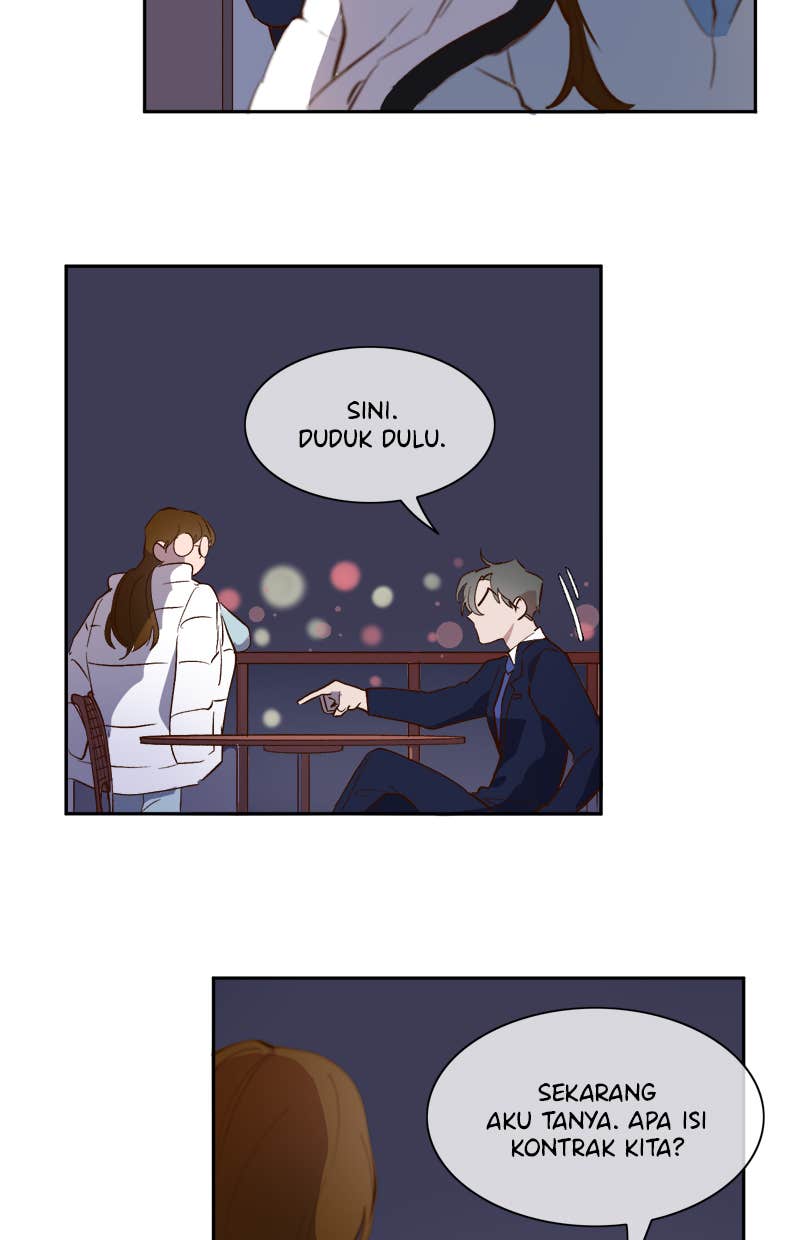 SINI.
DUDUK DULU.
SEKARANG
AKU TANYA. APA ISI
KONTRAK KITA?